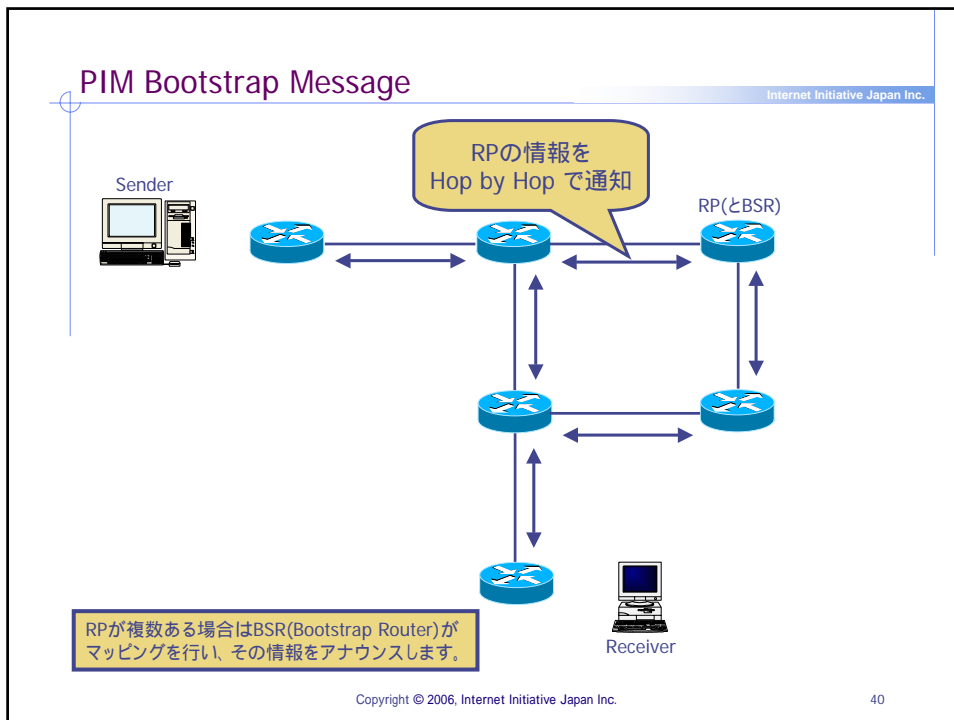 PIM Bootstrap Message
Internet Initiative Japan Inc.
RPの情報を
Hop by Hop で通知
Sender
RP(とBSR)
RPが複数ある場合はBSR(Bootstrap Router)が
マッピングを行い、その情報をアナウンスします。
Receiver
Copyright © 2006, Internet Initiative Japan Inc.
40